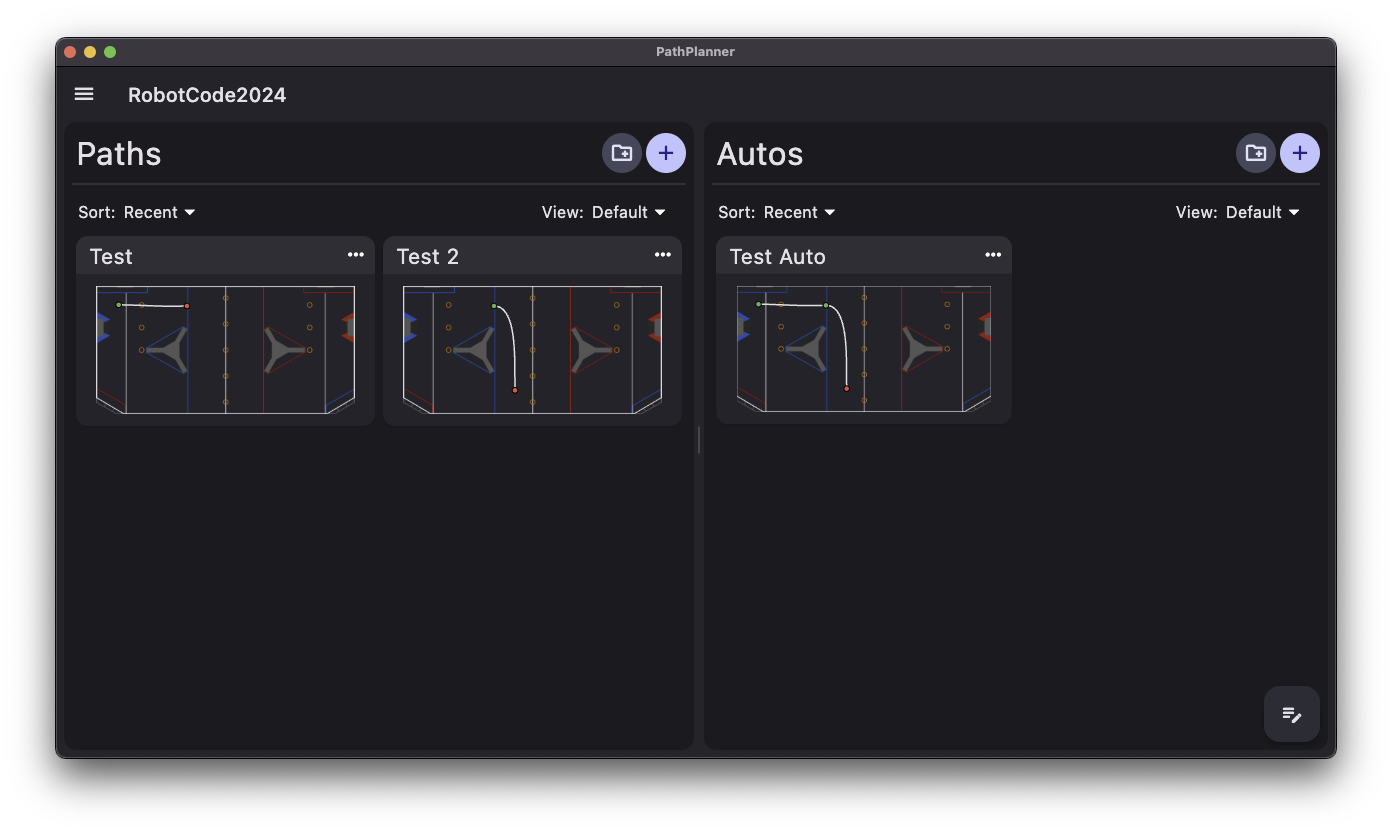 PathPlanner
RobotCode2024
Paths
Sort: Recent
View: Default
Test
Test 2
Autos
Sort: Recent
View: Default
Test Auto